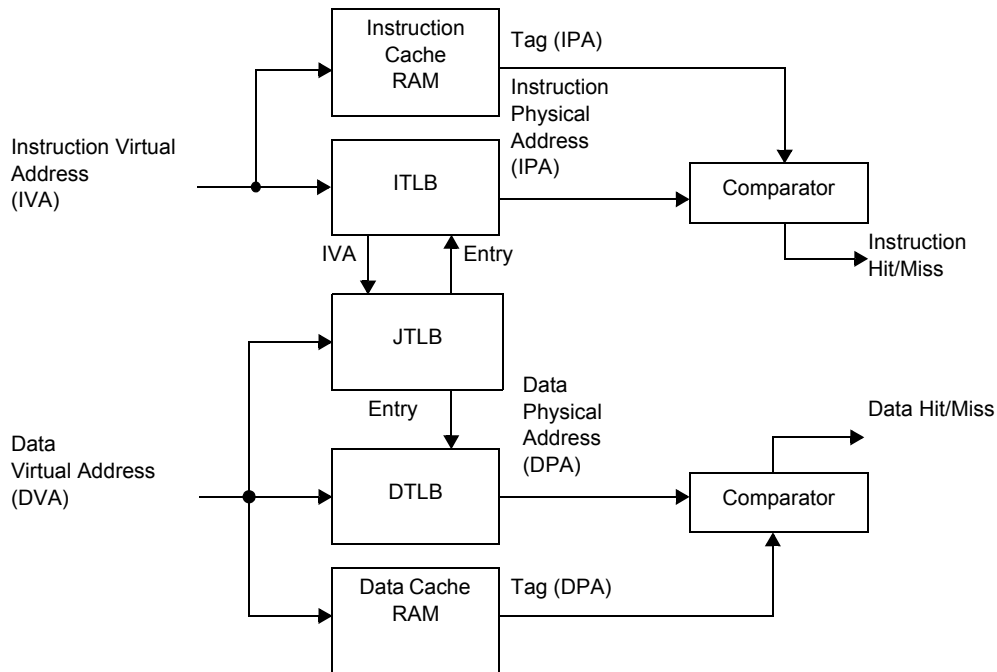 Instruction
Cache
RAM
Tag (IPA)
Instruction
Physical
Address
(IPA)
Instruction Virtual
Address
(IVA)
ITLB
Comparator
IVA
Entry
Instruction
Hit/Miss
JTLB
Entry
Data
Physical
Address
(DPA)
Data Hit/Miss
Data
Virtual Address
(DVA)
DTLB
Comparator
Data Cache
RAM
Tag (DPA)